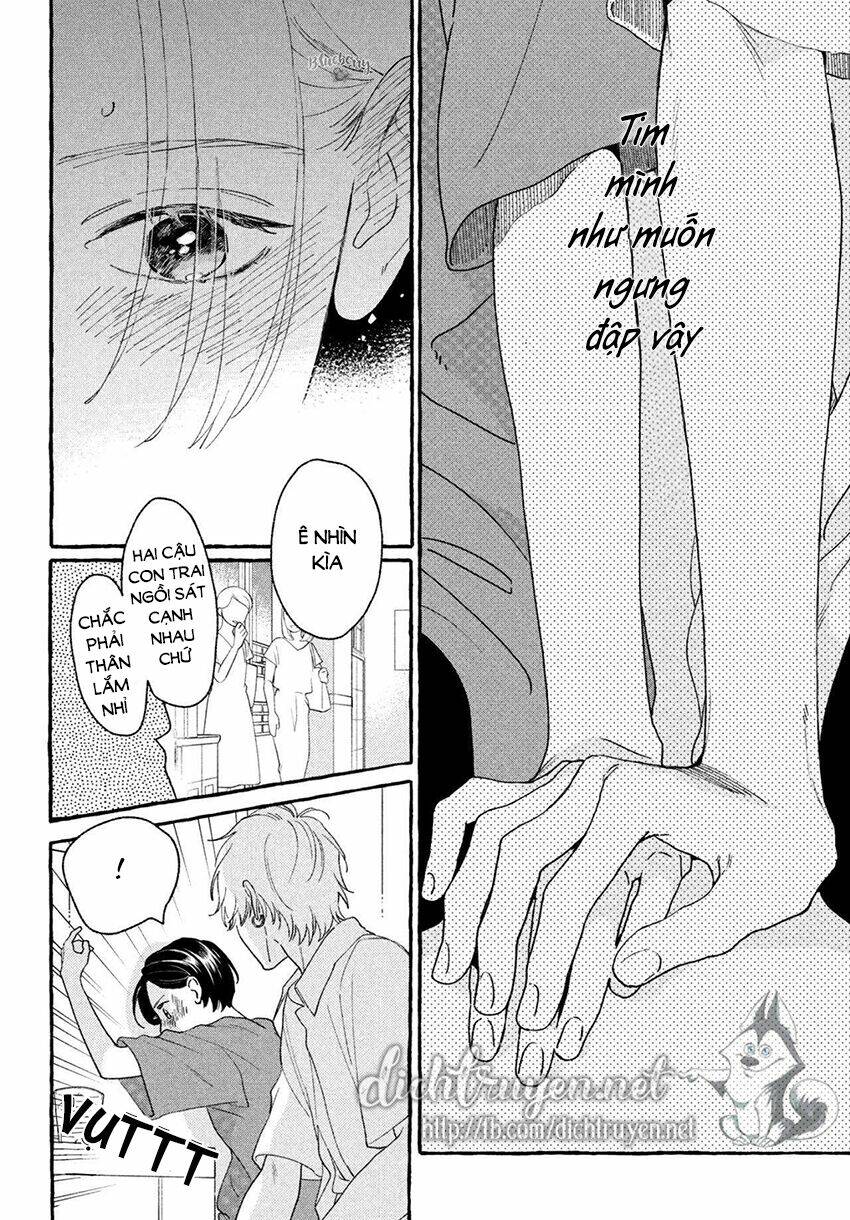 Tim
mình
như muốn
ngưng
đập vậy
Blueberry
Ê NHÌN
KÌA
HAI CẬU
CON TRAI
NGỒI SÁT
CẠNH
NHAU
CHỨ
CHẮC
PHẢI
THÂN
LẮM
NHỈ
!
VỤTTT
dichtruyen.net
http://fb.com/dichtruyen.net